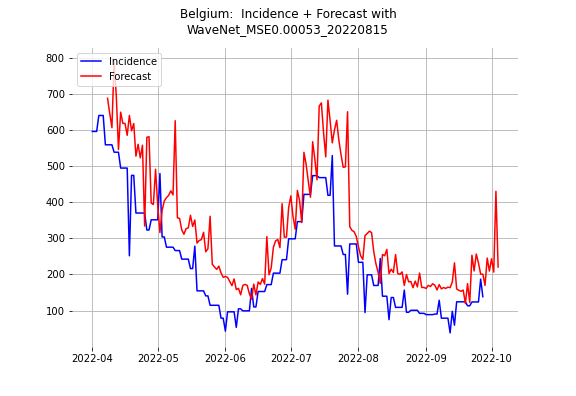 Belgium:  Incidence + Forecast with
WaveNet_MSE0.00053_20220815
Incidence
Forecast
800
700
600
500
400
300
200
100
2022-04 2022-05 2022-06 2022-07 2022-08 2022-09 2022-10